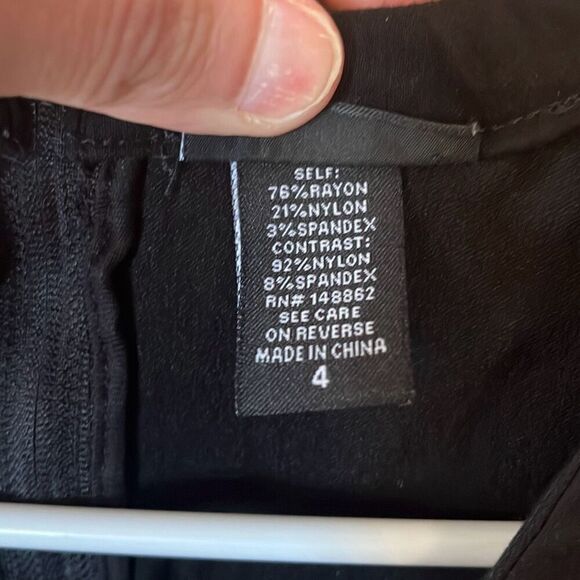 SELF:
76%RAYON
21%NYLON
3%SPANDEX
CONTRAST:
92%NYLON
8%SPANDEX
RN# 148862
SEE CARE
ON REVERSE
MADE IN CHINA
4